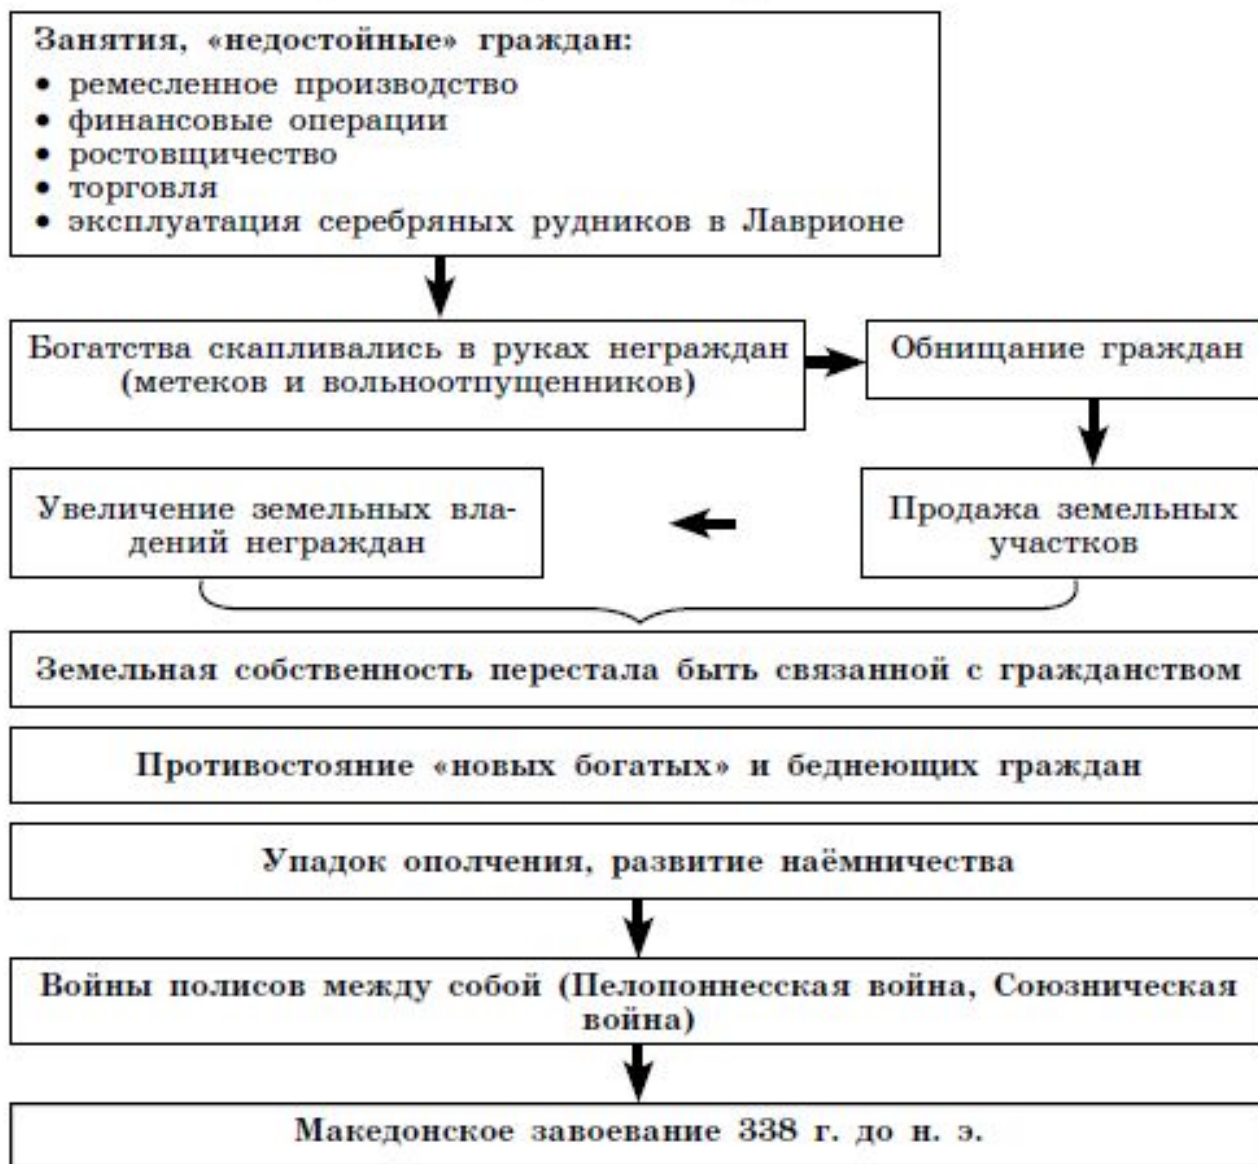 Занятия, «недостойные» граждан:
• ремесленное производство
• финансовые операции
• ростовщичество
• торговля
• эксплуатация серебряных рудников в Лаврионе
Богатства скапливались в руках неграждан
(метеков и вольноотпущенников)
Обнищание граждан
Увеличение земельных вла-
дений неграждан
Продажа земельных
участков
Земельная собственность перестала быть связанной с гражданством
Противостояние «новых богатых» и беднеющих граждан
Упадок ополчения, развитие наёмничества
Войны полисов между собой (Пелопоннесская война, Союзническая
война)
Македонское завоевание 338 г. до н. э.